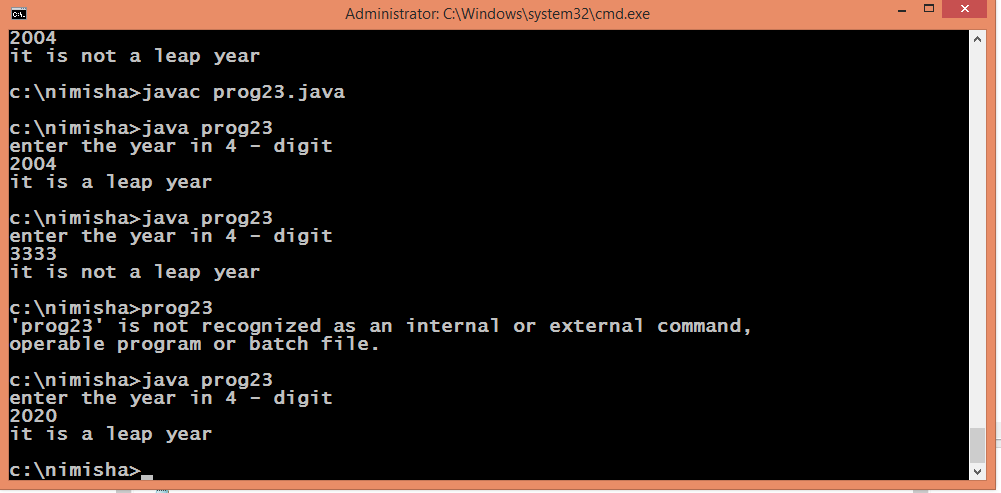 Administrator: C:\Windows\system32\cmd.exe
2004
it is not a leap year
c:\nimisha>javac prog23.java
c:\nimisha>java prog23
enter the year in 4 - digit
2004
it is a leap year
c:\nimisha>java prog23
enter the year in 4 - digit
3333
it is not a leap year
c:\nimisha>prog23
'prog23' is not recognized as an internal or external command,
operable program or batch file.
c:\nimisha>java prog23
enter the year in 4 - digit
2020
it is a leap year
c:\nimisha>_